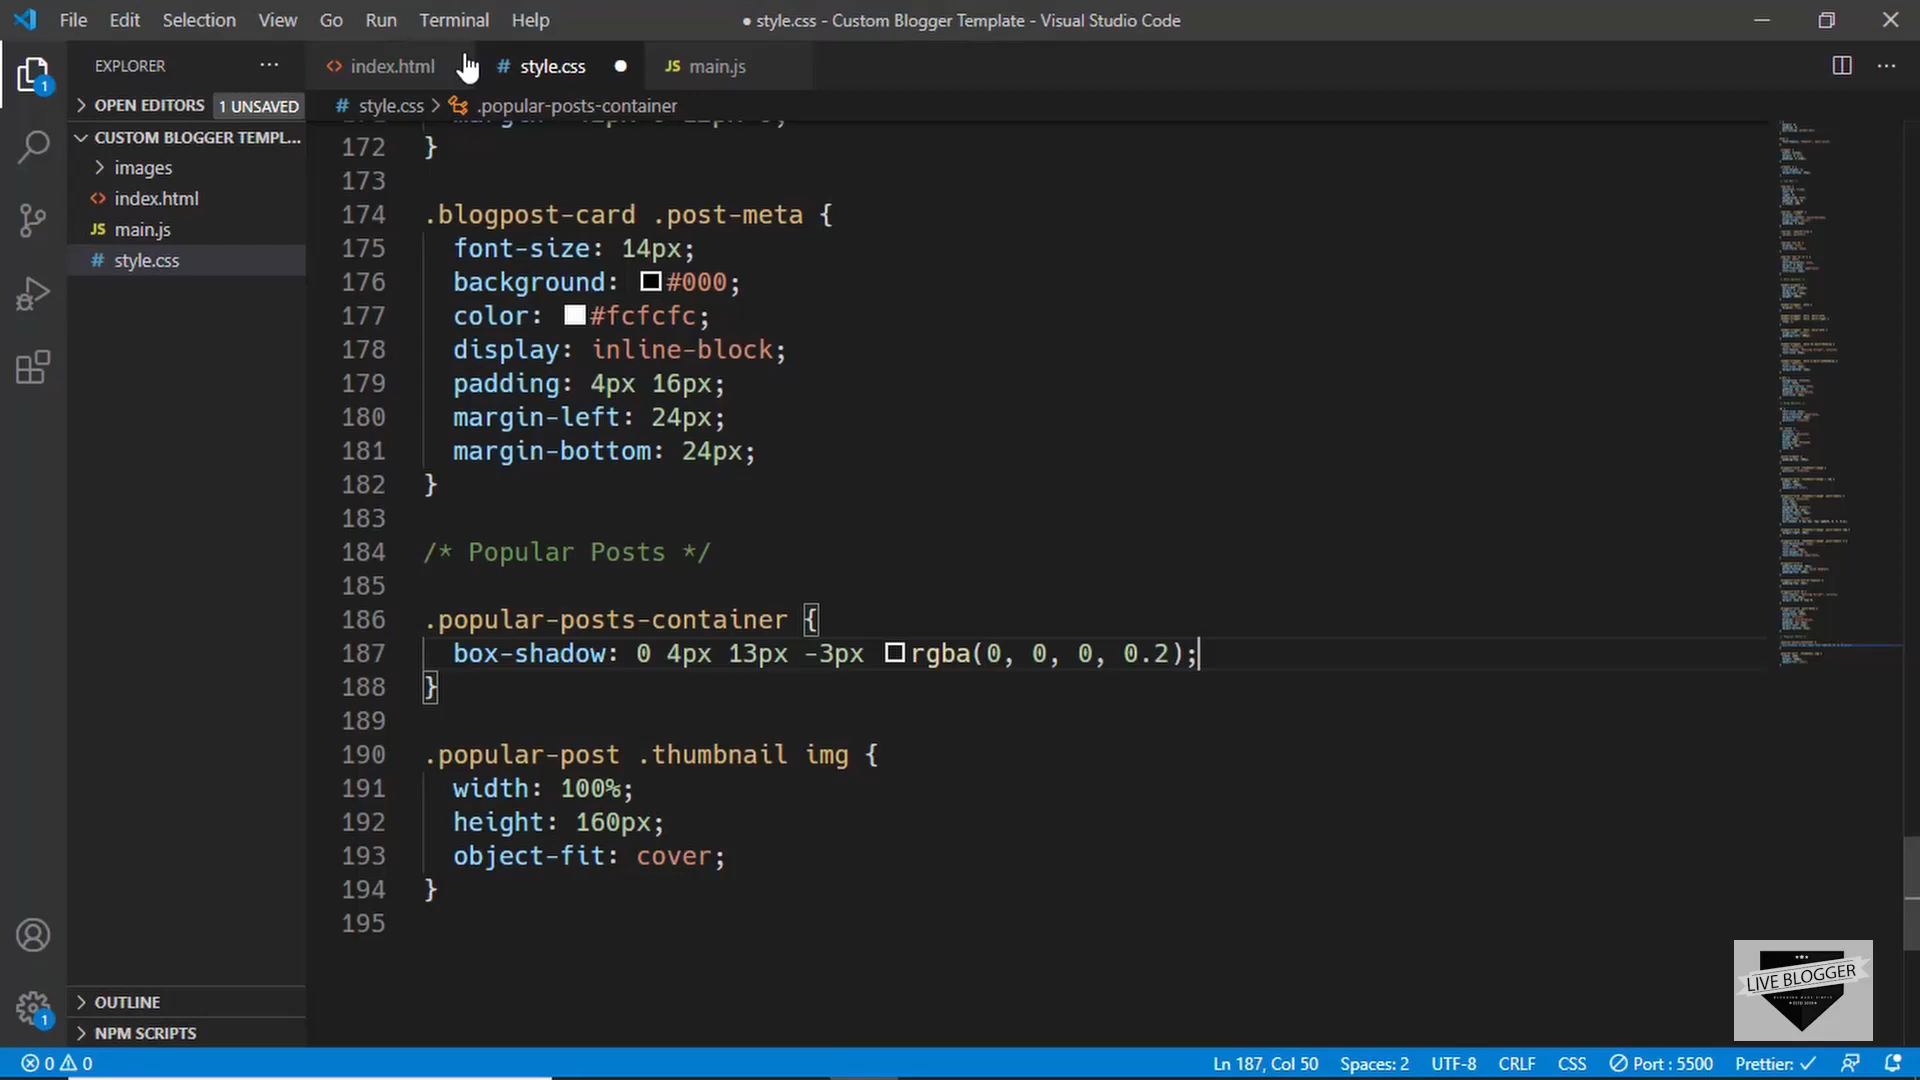 File Edit Selection View Go Run Terminal Help
● style.css - Custom Blogger Template - Visual Studio Code
EXPLORER
index.html
style.css
main.js
OPEN EDITORS 1 UNSAVED
style.css > .popular-posts-container
CUSTOM BLOGGER TEMPL...
images
index.html
main.js
style.css
172 }
173
174 .blogpost-card .post-meta {
175 font-size: 14px;
176 background: #000;
177 color: #fcfcfc;
178 display: inline-block;
179 padding: 4px 16px;
180 margin-left: 24px;
181 margin-bottom: 24px;
182 }
183
184 /* Popular Posts */
185
186 .popular-posts-container {
187 box-shadow: 0 4px 13px -3px rgba(0, 0, 0, 0.2);
188 }
189
190 .popular-post .thumbnail img {
191 width: 100%;
192 height: 160px;
193 object-fit: cover;
194 }
195
OUTLINE
NPM SCRIPTS
LIVE BLOGGER
0 0 Ln 187, Col 50 Spaces: 2 UTF-8 CRLF CSS Port : 5500 Prettier: ✓